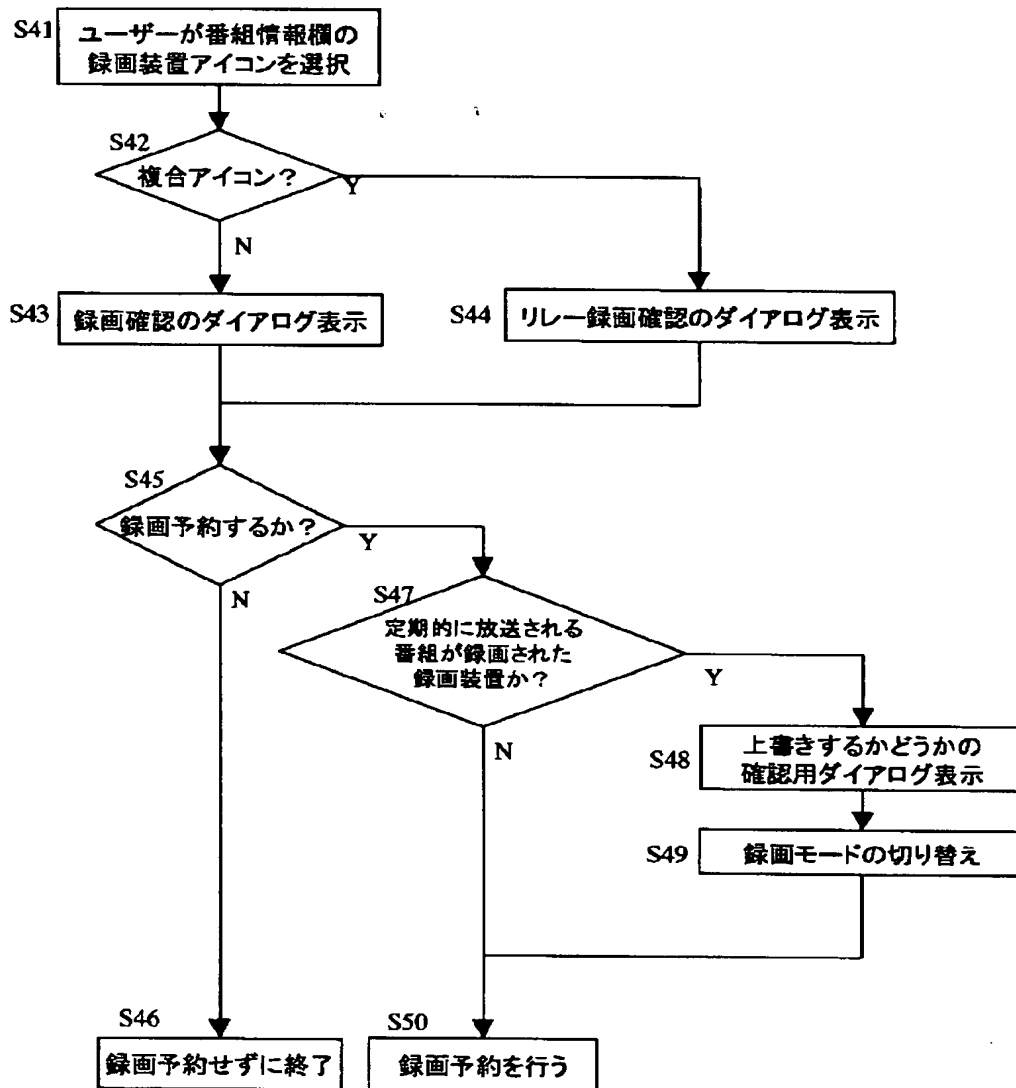 S41
ユーザーが番組情報欄の
録画装置アイコンを選択
S42
複合アイコン？
Y
N
S43
録画確認のダイアログ表示
S44
リレー録画確認のダイアログ表示
S45
録画予約するか？
Y
N
S47
定期的に放送される
番組が録画された
録画装置か？
Y
N
S48
上書きするかどうかの
確認用ダイアログ表示
S49
録画モードの切り替え
S46
録画予約せずに終了
S50
録画予約を行う